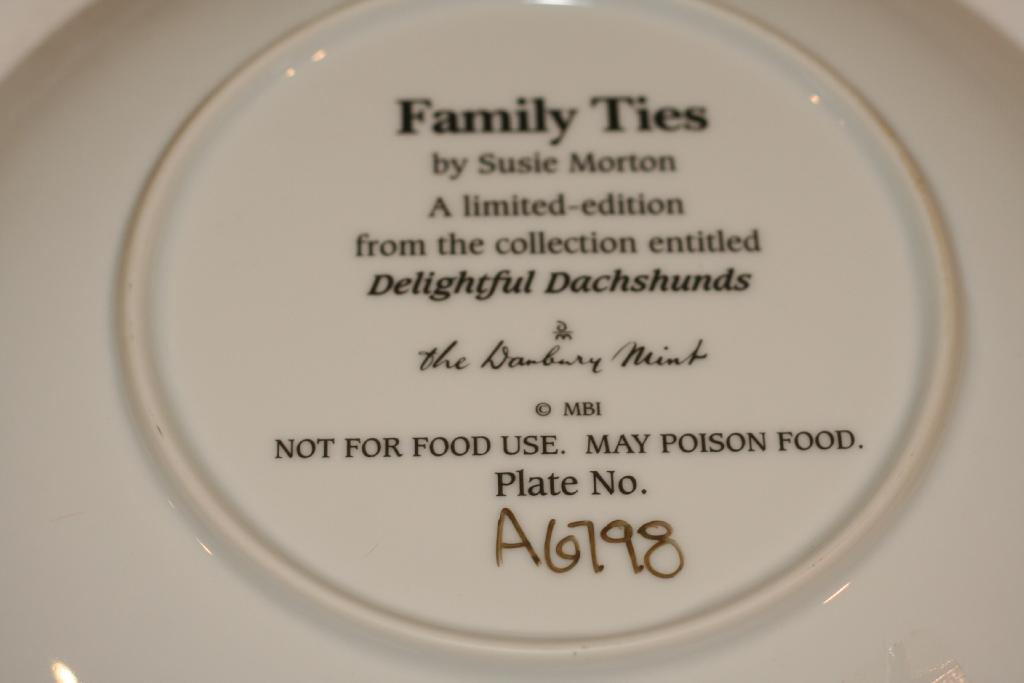 Family Ties
by Susie Morton
A limited-edition
from the collection entitled
Delightful Dachshunds
the Danbury Mint
© MBI
NOT FOR FOOD USE. MAY POISON FOOD.
Plate No.
A6798